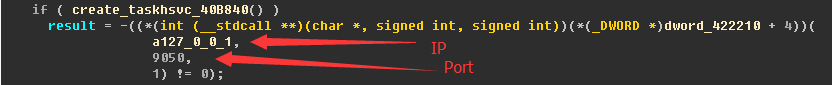 if ( create_taskhsvc_40B840() )
result = -((*(int (__stdcall **)(char *, signed int, signed int))(*(_DWORD *)dword_422210 + 4))(
a127_0_0_1, IP
9050, Port
1) != 0);